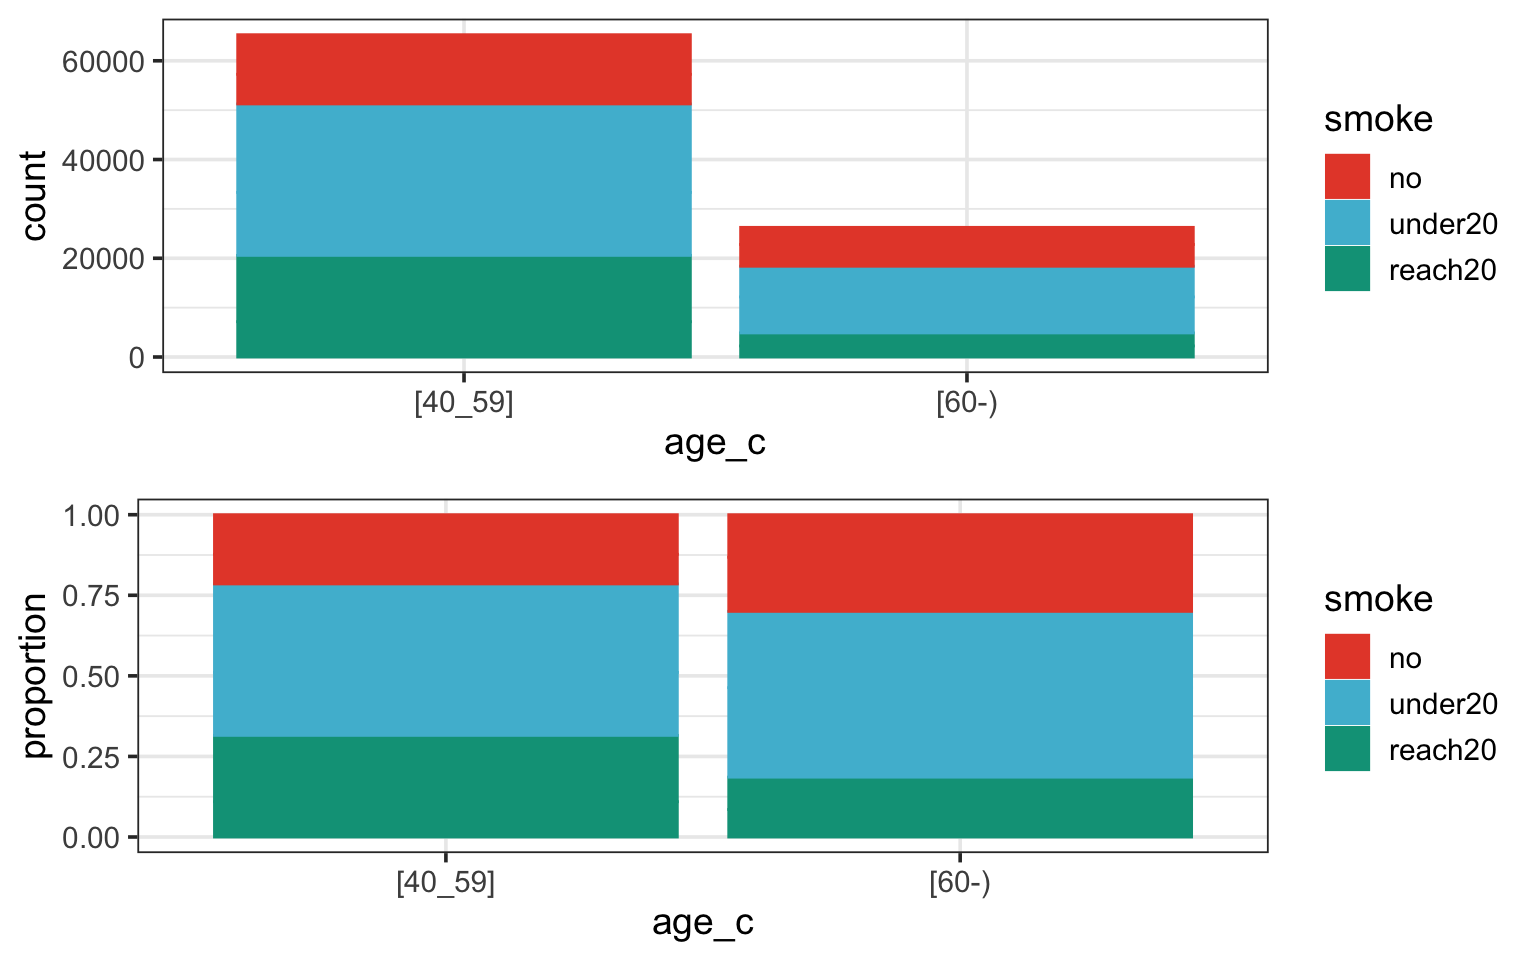 60000
40000
20000
0
count
[40_59]
[60-)
age_c
smoke
no
under20
reach20
1.00
0.75
0.50
0.25
0.00
proportion
[40_59]
[60-)
age_c
smoke
no
under20
reach20